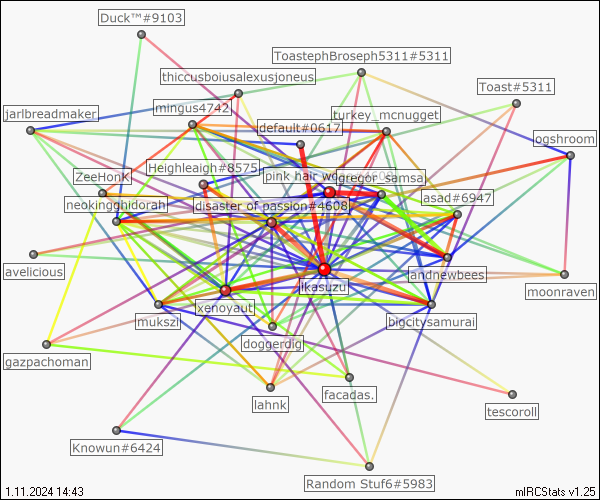 Duck™#9103
ToastephBroseph5311#5311
thiccusboiusalexusjoneus
Toast#5311
mingus4742
jarlbreadmaker
turkey_mcnugget
default#0617
ogshroom
Heighleaigh#8575
pink hair
gregor_samsa
ZeeHonK
asad#6947
neokingghidorah
disaster of passion#4608
avelicious
andnewbees
moonraven
ikasuzu
xenoyaut
mukszi
bigcitysamurai
doggerdig
gazpachoman
facadas.
lahnk
tescoroll
Knowun#6424
Random Stuf6#5983
1.11.2024 14:43
mIRCStats v1.25